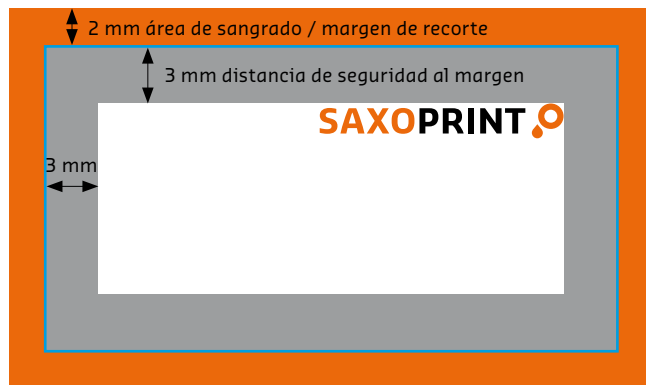 2 mm área de sangrado / margen de recorte
3 mm distancia de seguridad al margen
SAXOPRINT
3 mm